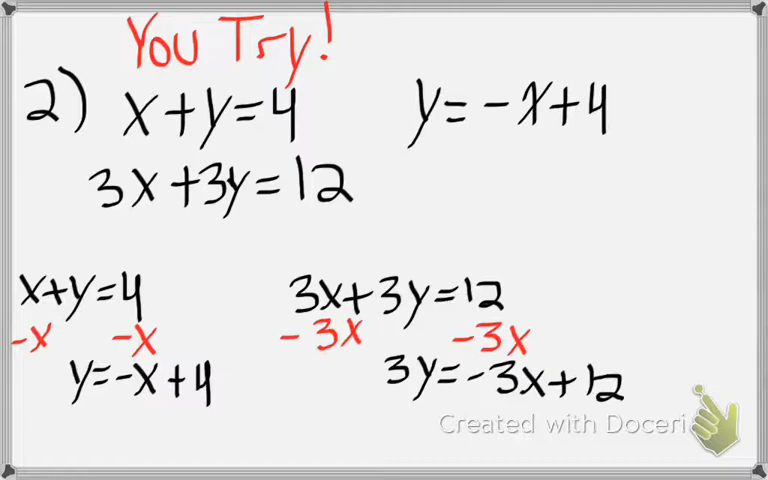 You Try!
2) x+y=4 y=-x+4
3x+3y=12
x+y=4 3x+3y=12
-x -x -3x -3x
y=-x+4 3y=-3x+12
Created with Doceri